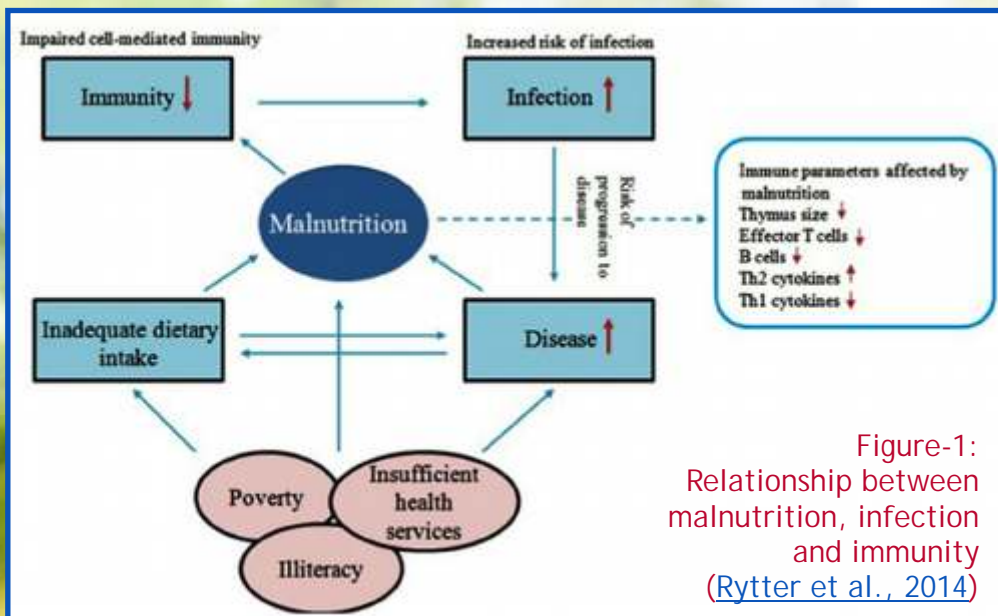 Impaired cell-mediated immunity
Increased risk of infection
Immunity ↓
Infection ↑
Malnutrition
Risk of
progression to
disease
Immune parameters affected by
malnutrition
Thymus size ↓
Effector T cells ↓
B cells ↓
Th2 cytokines ↑
Th1 cytokines ↓
Inadequate dietary
intake
Disease ↑
Poverty
Insufficient
health
services
Illiteracy
Figure-1:
Relationship between
malnutrition, infection
and immunity
(Rytter et al., 2014)